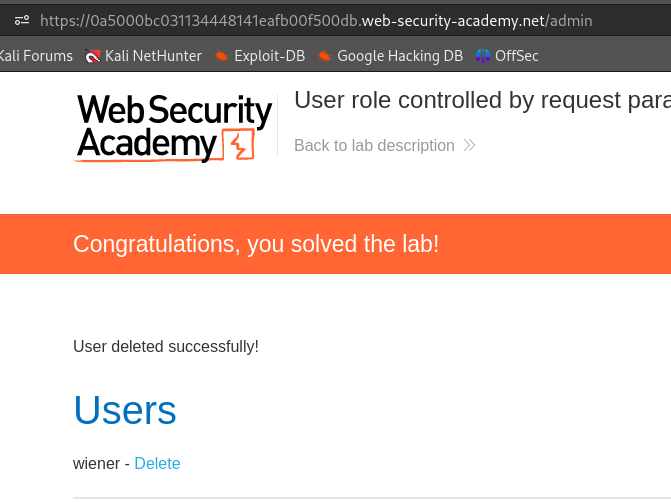 https://0a5000bc031134448141eafb00f500db.web-security-academy.net/admin
Kali Forums Kali NetHunter Exploit-DB Google Hacking DB OffSec
Web Security
Academy
User role controlled by request para
Back to lab description
Congratulations, you solved the lab!
User deleted successfully!
Users
wiener - Delete